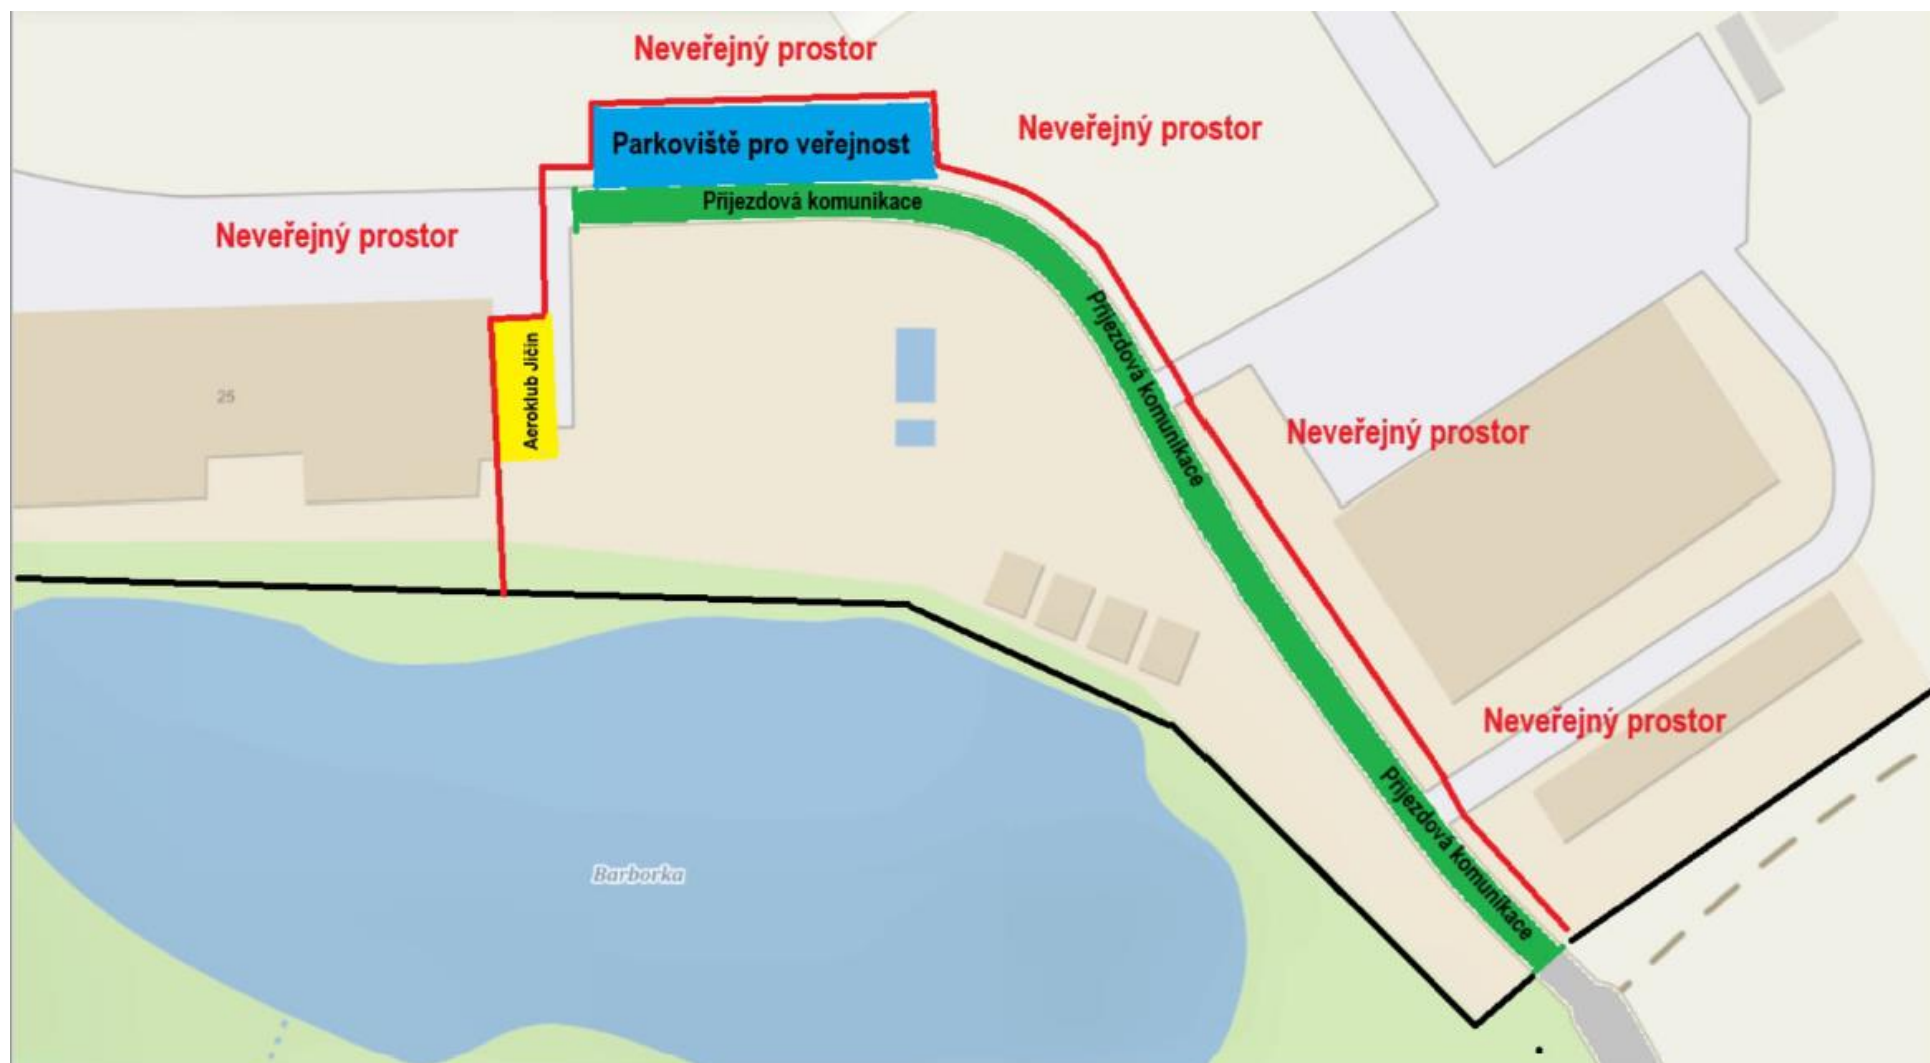 Neveřejný prostor
Neveřejný prostor
Parkoviště pro veřejnost
Příjezdová komunikace
Neveřejný prostor
Příjezdová komunikace
Aeroklub Jičín
25
Neveřejný prostor
Neveřejný prostor
Příjezdová komunikace
Barborka